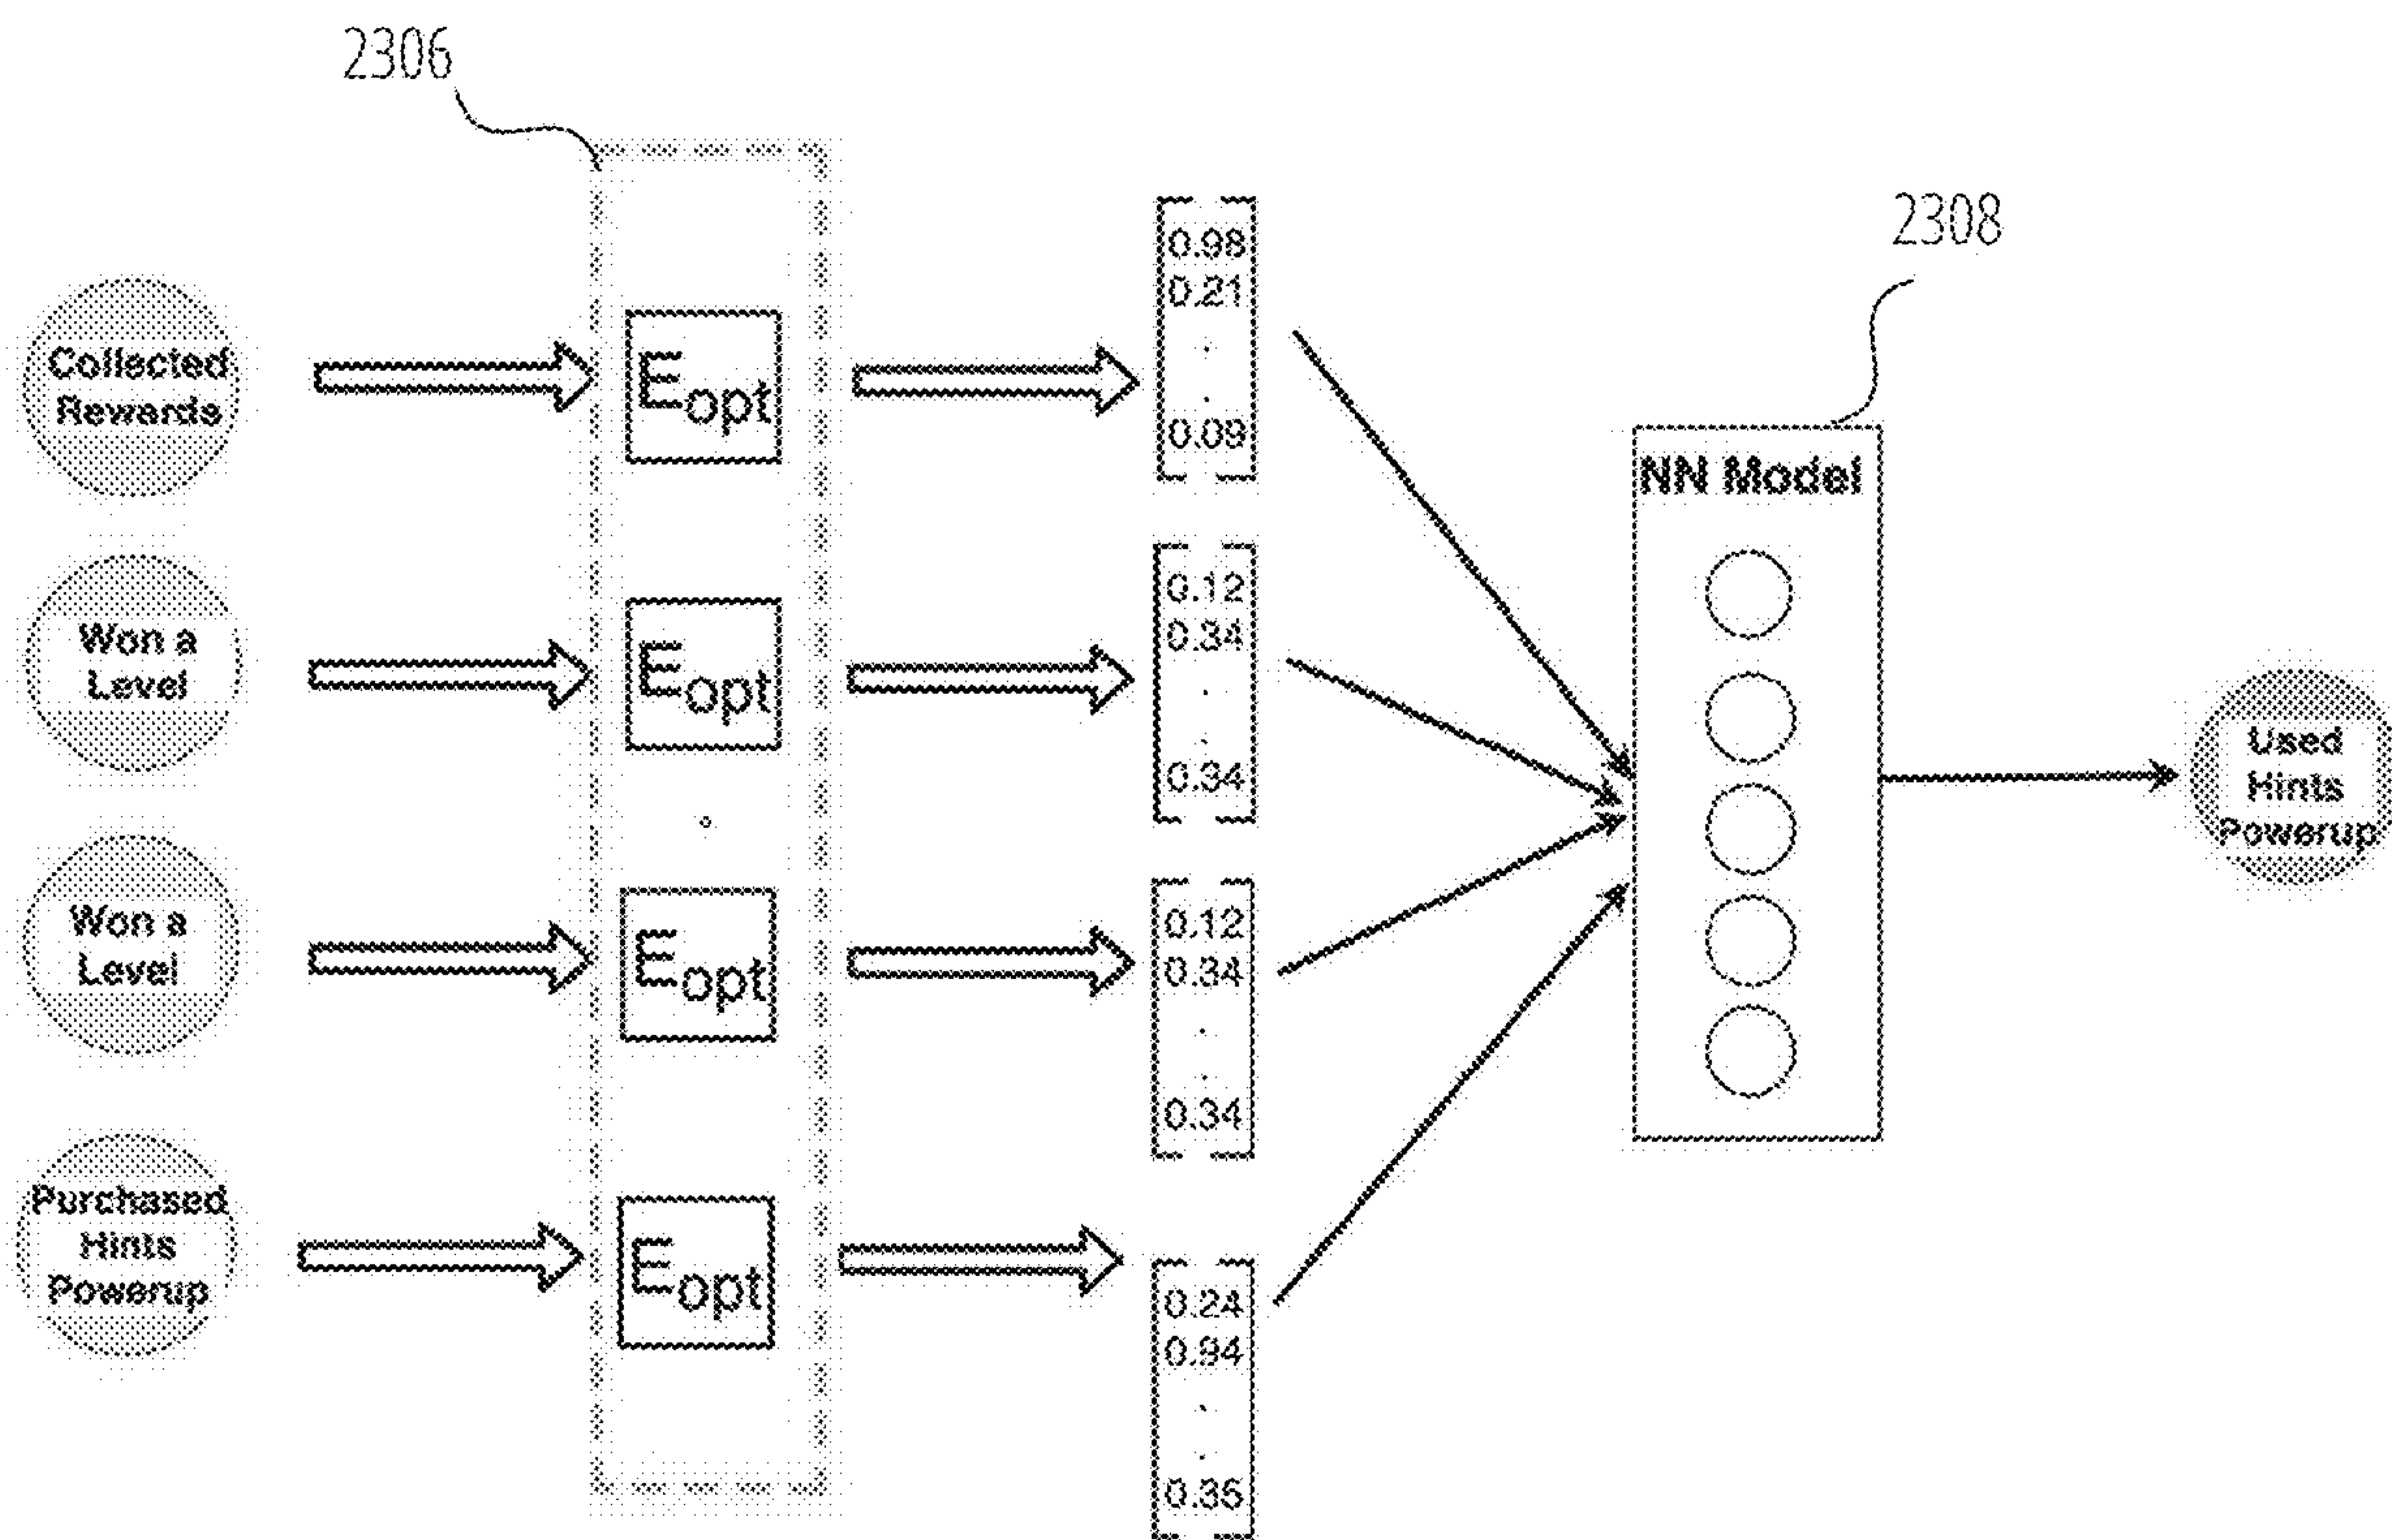 2306
2308
Collected
Rewards
Eopt
0.98
0.21
.
.
0.09
NN Model
Won a
Level
Eopt
0.12
0.34
.
.
0.34
Used
Hints
Powerup
Won a
Level
Eopt
0.12
0.34
.
.
0.34
Purchased
Hints
Powerup
Eopt
0.24
0.94
.
.
0.35